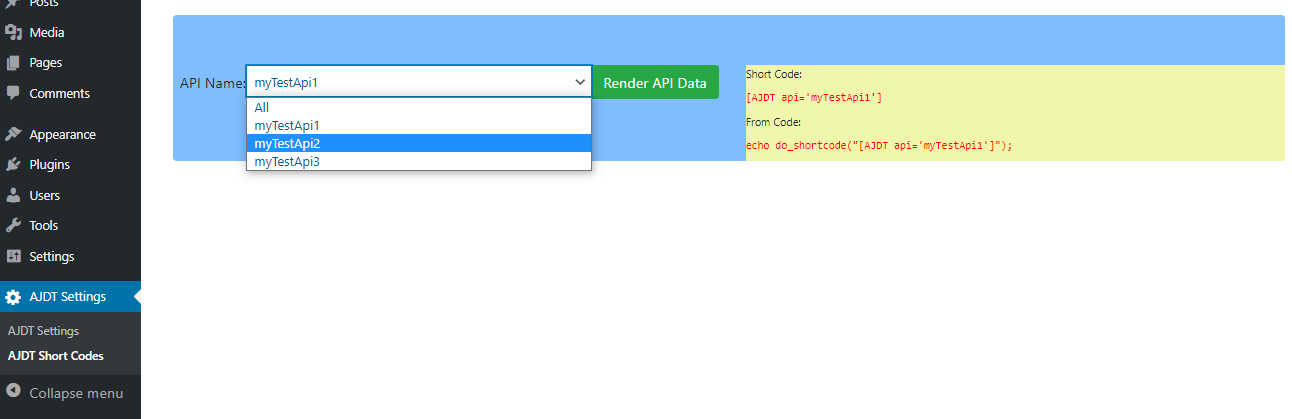 Posts
Media
Pages
Comments
Appearance
Plugins
Users
Tools
Settings
AJDT Settings
AJDT Settings
AJDT Short Codes
Collapse menu
API Name:
myTestApi1
Render API Data
All
myTestApi1
myTestApi2
myTestApi3
Short Code:
[AJDT api='myTestApi1']
From Code:
echo do_shortcode("[AJDT api='myTestApi1']");